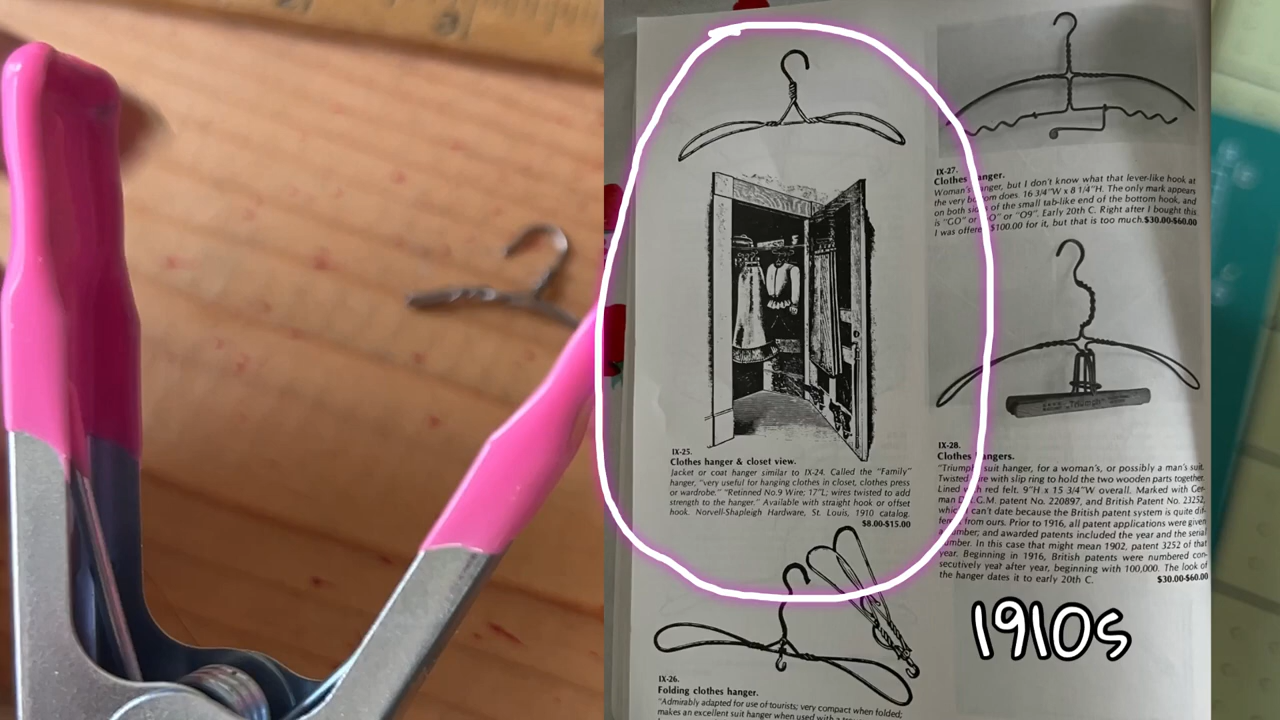 IX-25.
Clothes hanger & closet view.
Jacket or coat hanger similar to IX-24. Called the "Family"
hanger, "very useful for hanging clothes in closet, clothes press
or wardrobe." "Retinned No.9 Wire; 17"L; wires twisted to add
strength to the hanger." Available with straight hook or offset
hook. Norvell-Shapleigh Hardware, St. Louis, 1910 catalog.
$8.00-$15.00
IX-26.
Folding clothes hanger.
"Admirably adapted for use of tourists; very compact when folded;
makes an excellent suit hanger when used with a
IX-27.
Clothes hanger.
Woman's hanger, but I don't know what that lever-like hook at
the very bottom does. 16 3/4"W x 8 1/4"H. The only mark appears
on both sides of the small tab-like end of the bottom hook, and
is "GO" or or "O9". Early 20th C. Right after I bought this
I was offered $100.00 for it, but that is too much. $30.00-$60.00
IX-28.
Clothes hangers.
"Triumph" suit hanger, for a woman's, or possibly a man's suit.
Twisted wire with slip ring to hold the two wooden parts together.
Lined with red felt. 9"H x 15 3/4"W overall. Marked with Ger-
man D.R.G.M. patent No. 220897, and British Patent No. 23252,
which I can't date because the British patent system is quite dif-
ferent from ours. Prior to 1916, all patent applications were given
a number; and awarded patents included the year and the serial
number. In this case that might mean 1902, patent 3252 of that
year. Beginning in 1916, British patents were numbered con-
secutively year after year, beginning with 100,000. The look of
the hanger dates it to early 20th C. $30.00-$60.00
1910s